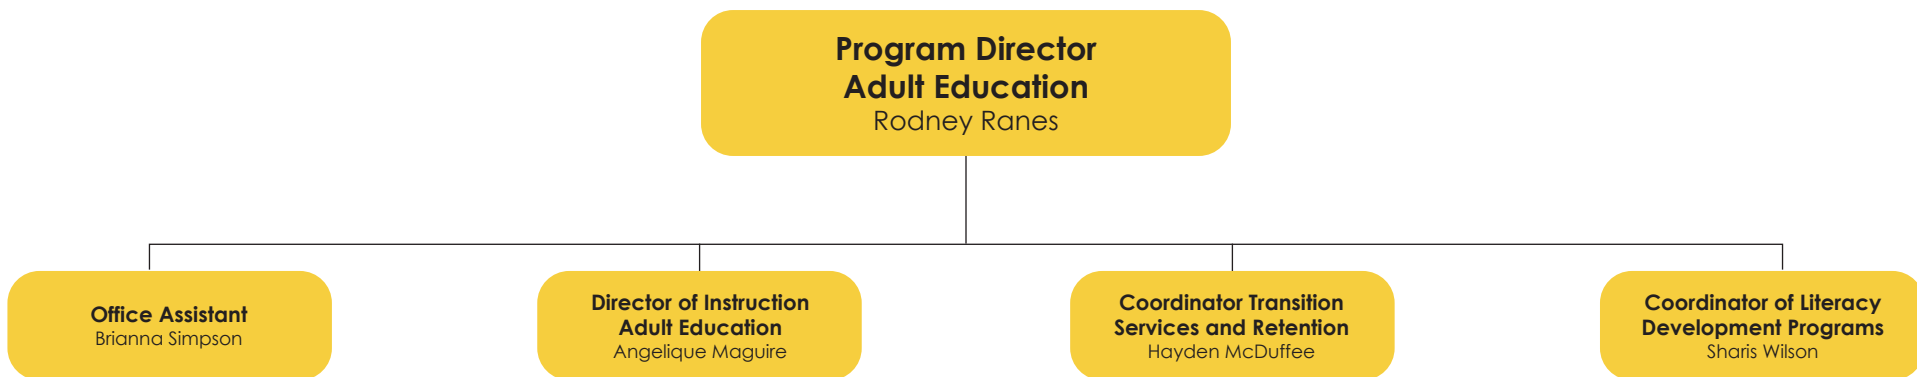 Program Director
Adult Education
Rodney Ranes
Office Assistant
Brianna Simpson
Director of Instruction
Adult Education
Angelique Maguire
Coordinator Transition
Services and Retention
Hayden McDuffee
Coordinator of Literacy
Development Programs
Sharis Wilson